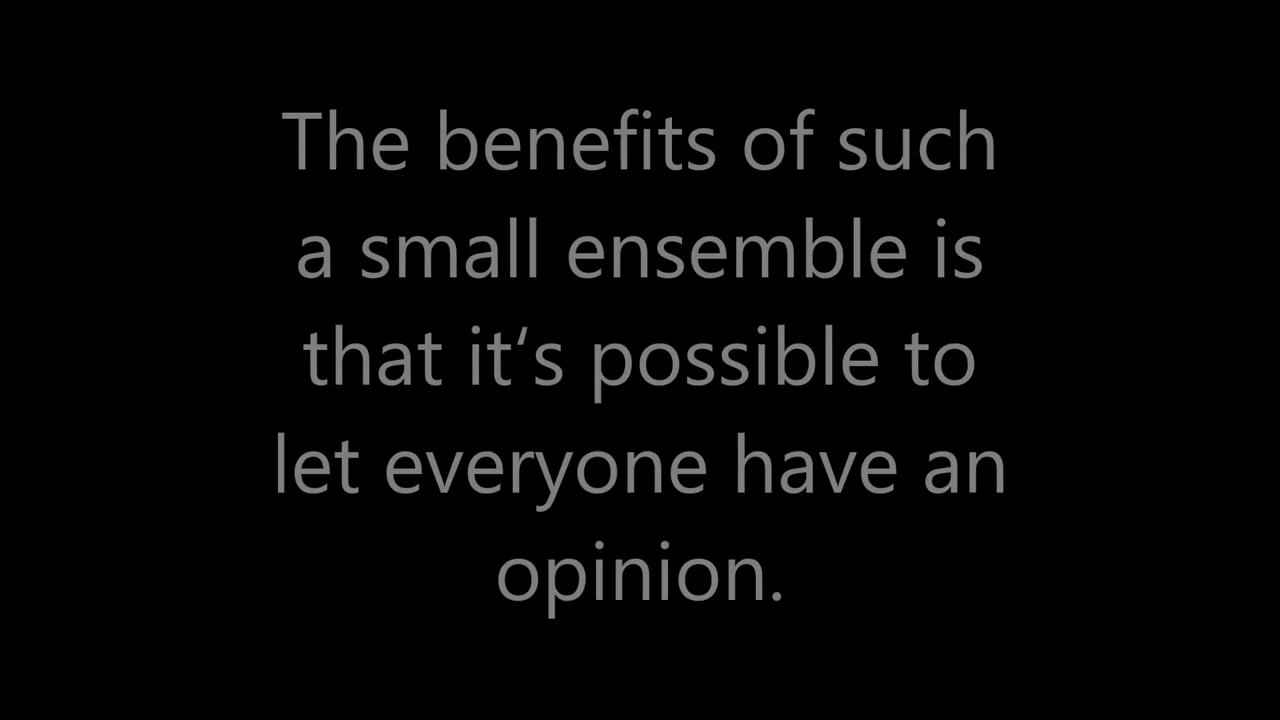 The benefits of such
a small ensemble is
that it‘s possible to
let everyone have an
opinion.